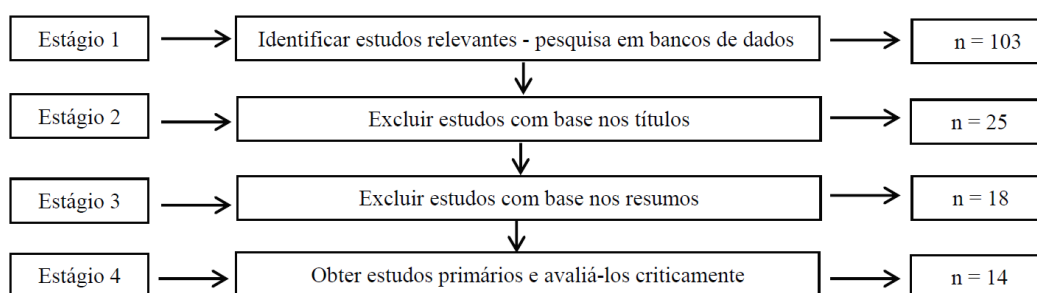 Estágio 1
Identificar estudos relevantes - pesquisa em bancos de dados
n = 103
Estágio 2
Excluir estudos com base nos títulos
n = 25
Estágio 3
Excluir estudos com base nos resumos
n = 18
Estágio 4
Obter estudos primários e avaliá-los criticamente
n = 14